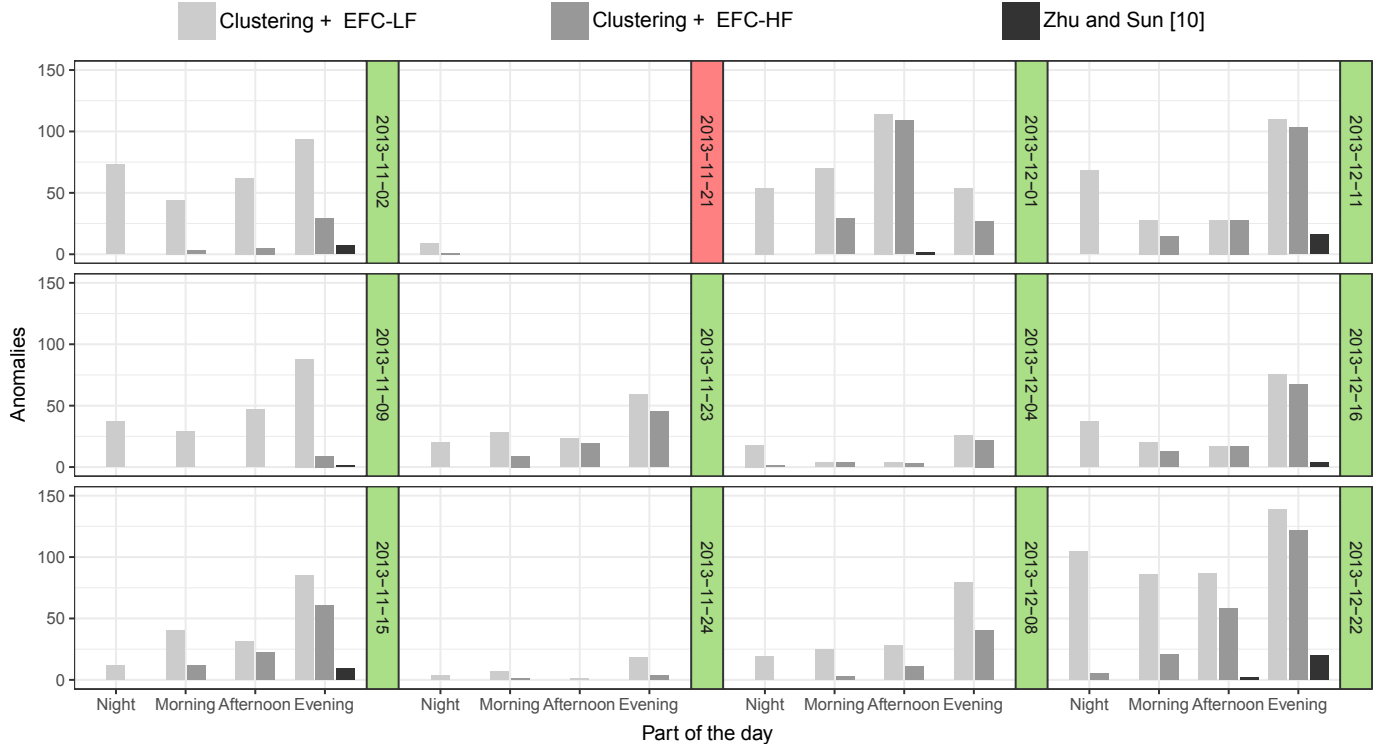 Clustering + EFC-LF
Clustering + EFC-HF
Zhu and Sun [10]
Anomalies
150
100
50
0
2013−11−02
2013−11−21
2013−12−01
2013−12−11
150
100
50
0
2013−11−09
2013−11−23
2013−12−04
2013−12−16
150
100
50
0
2013−11−15
2013−11−24
2013−12−08
2013−12−22
Night Morning Afternoon Evening
Night Morning Afternoon Evening
Night Morning Afternoon Evening
Night Morning Afternoon Evening
Part of the day